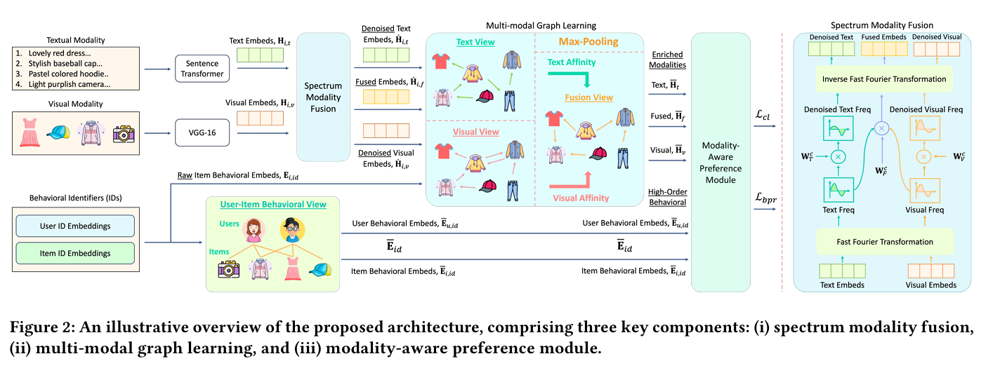 Textual Modality
1. Lovely red dress...
2. Stylish baseball cap...
3. Pastel colored hoodie..
4. Light purplish camera...
Sentence
Transformer
Text Embeds, H_{i,t}
Visual Modality
VGG-16
Visual Embeds, H_{i,v}
Spectrum
Modality
Fusion
Denoised Text
Embeds, Ḣ_{i,t}
Fused Embeds, Ḣ_{i,f}
Denoised Visual
Embeds, Ḣ_{i,v}
Raw Item Behavioral Embeds, E_{i,id}
Behavioral Identifiers (IDs)
User ID Embeddings
Item ID Embeddings
User-Item Behavioral View
Users
Items
Multi-modal Graph Learning
Text View
Visual View
Max-Pooling
Text Affinity
Fusion View
Visual Affinity
Enriched
Modalities
Text, H̅_t
Fused, H̅_f
Visual, H̅_v
High-Order
Behavioral
User Behavioral Embeds, E̅_{u,id}
User Behavioral Embeds, E̅_{u,id}
E̅_{id}
E̅_{id}
Item Behavioral Embeds, E̅_{i,id}
Item Behavioral Embeds, E̅_{i,id}
Modality-
Aware
Preference
Module
ℒ_{cl}
ℒ_{bpr}
Spectrum Modality Fusion
Denoised Text
Fused Embeds
Denoised Visual
Inverse Fast Fourier Transformation
Denoised Text Freq
Denoised Visual Freq
W_T^c
W_F^c
W_V^c
Text Freq
Visual Freq
Fast Fourier Transformation
Text Embeds
Visual Embeds
Figure 2: An illustrative overview of the proposed architecture, comprising three key components: (i) spectrum modality fusion,
(ii) multi-modal graph learning, and (iii) modality-aware preference module.